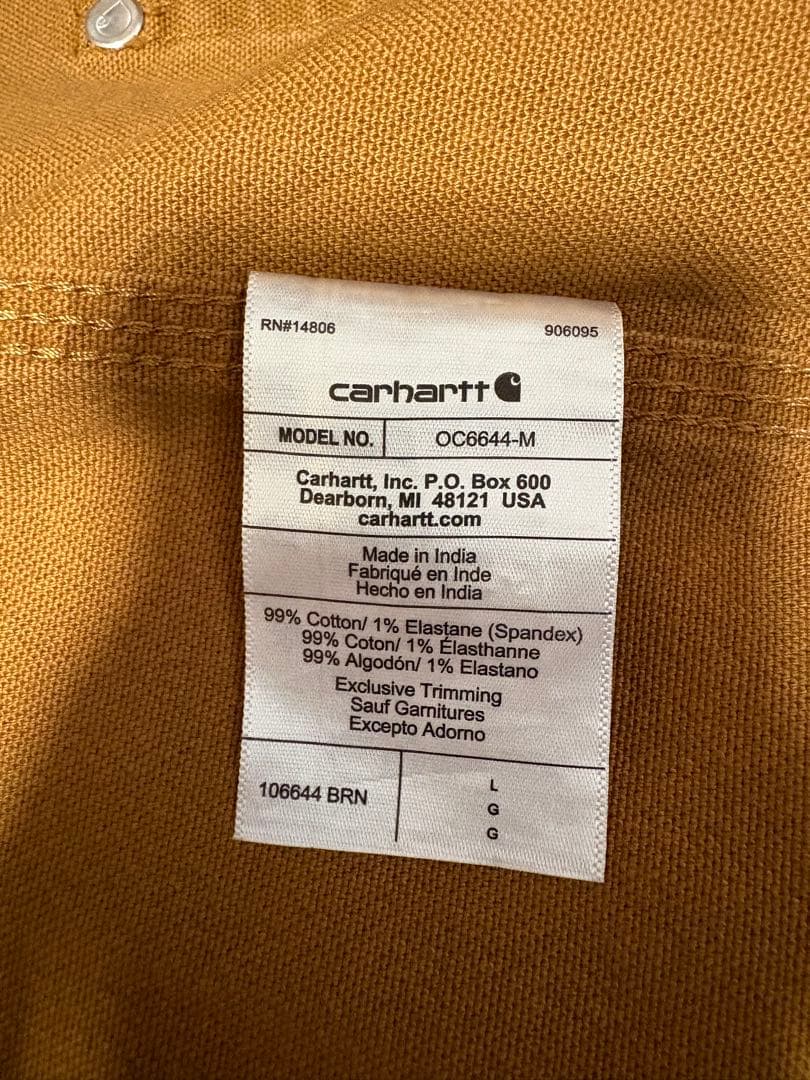 RN#14806 906095
carhartt
MODEL NO. OC6644-M
Carhartt, Inc. P.O. Box 600
Dearborn, MI 48121 USA
carhartt.com
Made in India
Fabriqué en Inde
Hecho en India
99% Cotton/ 1% Elastane (Spandex)
99% Coton/ 1% Élasthanne
99% Algodón/ 1% Elastano
Exclusive Trimming
Sauf Garnitures
Excepto Adorno
106644 BRN
L
G
G